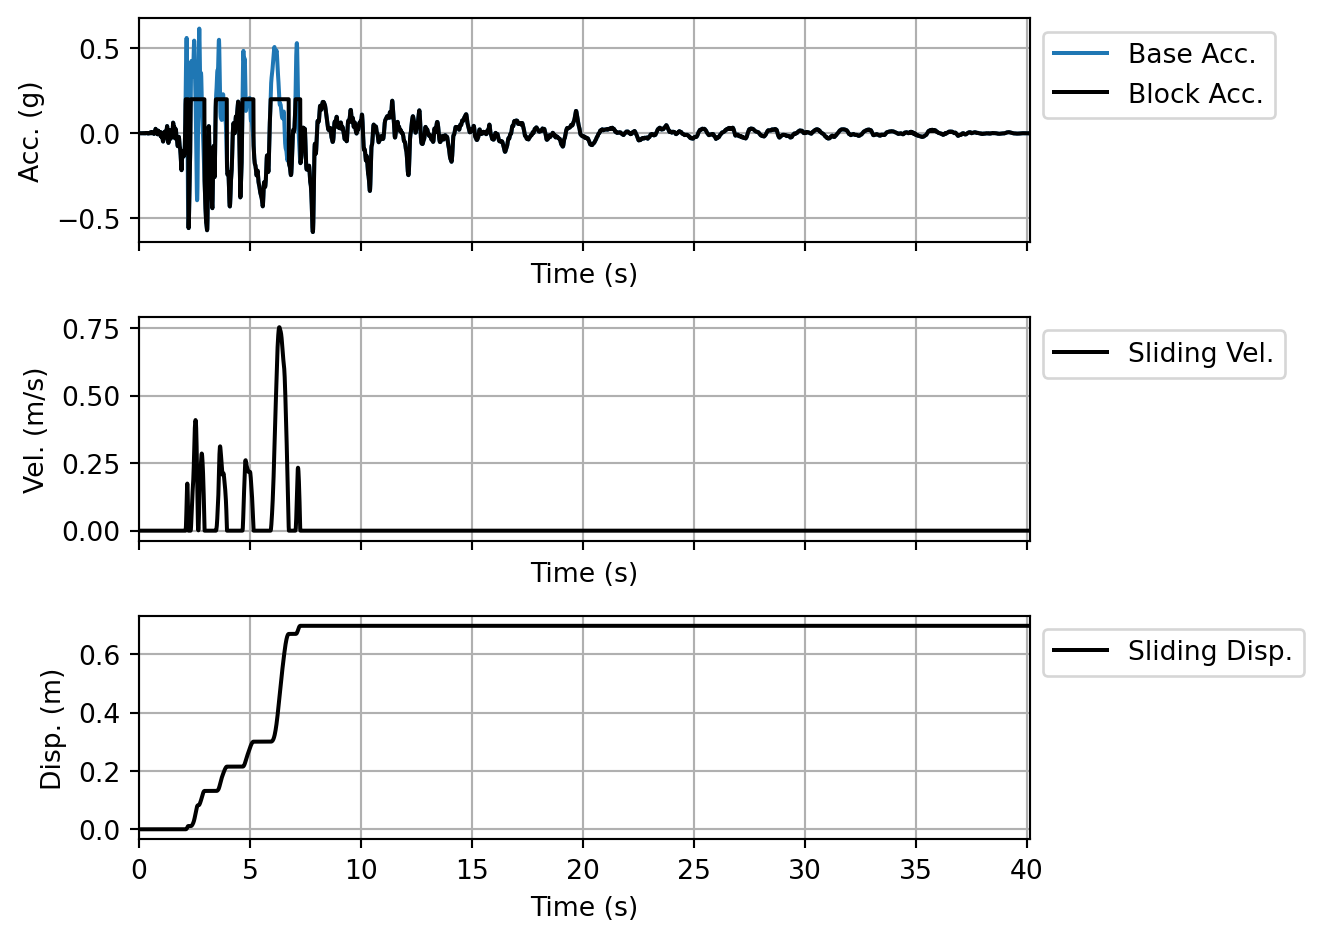 Acc. (g)
0.5
0.0
−0.5
Time (s)
Base Acc.
Block Acc.
Vel. (m/s)
0.75
0.50
0.25
0.00
Time (s)
Sliding Vel.
Disp. (m)
0.6
0.4
0.2
0.0
0 5 10 15 20 25 30 35 40
Time (s)
Sliding Disp.